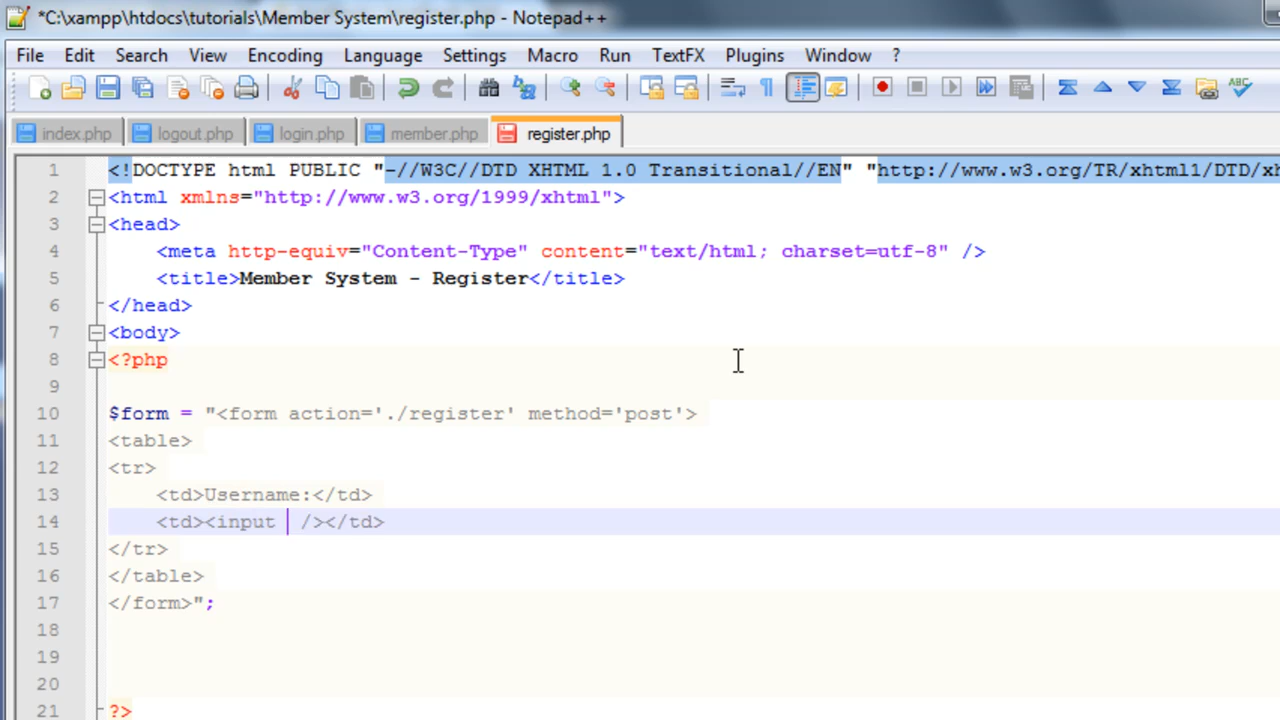 *C:\xampp\htdocs\tutorials\Member System\register.php - Notepad++
File Edit Search View Encoding Language Settings Macro Run TextFX Plugins Window ?
index.php logout.php login.php member.php register.php
1 <!DOCTYPE html PUBLIC "-//W3C//DTD XHTML 1.0 Transitional//EN" "http://www.w3.org/TR/xhtml1/DTD/xh
2 <html xmlns="http://www.w3.org/1999/xhtml">
3 <head>
4 <meta http-equiv="Content-Type" content="text/html; charset=utf-8" />
5 <title>Member System - Register</title>
6 </head>
7 <body>
8 <?php
9
10 $form = "<form action='./register' method='post'>
11 <table>
12 <tr>
13 <td>Username:</td>
14 <td><input />​</td>
15 </tr>
16 </table>
17 </form>";
18
19
20
21 ?>